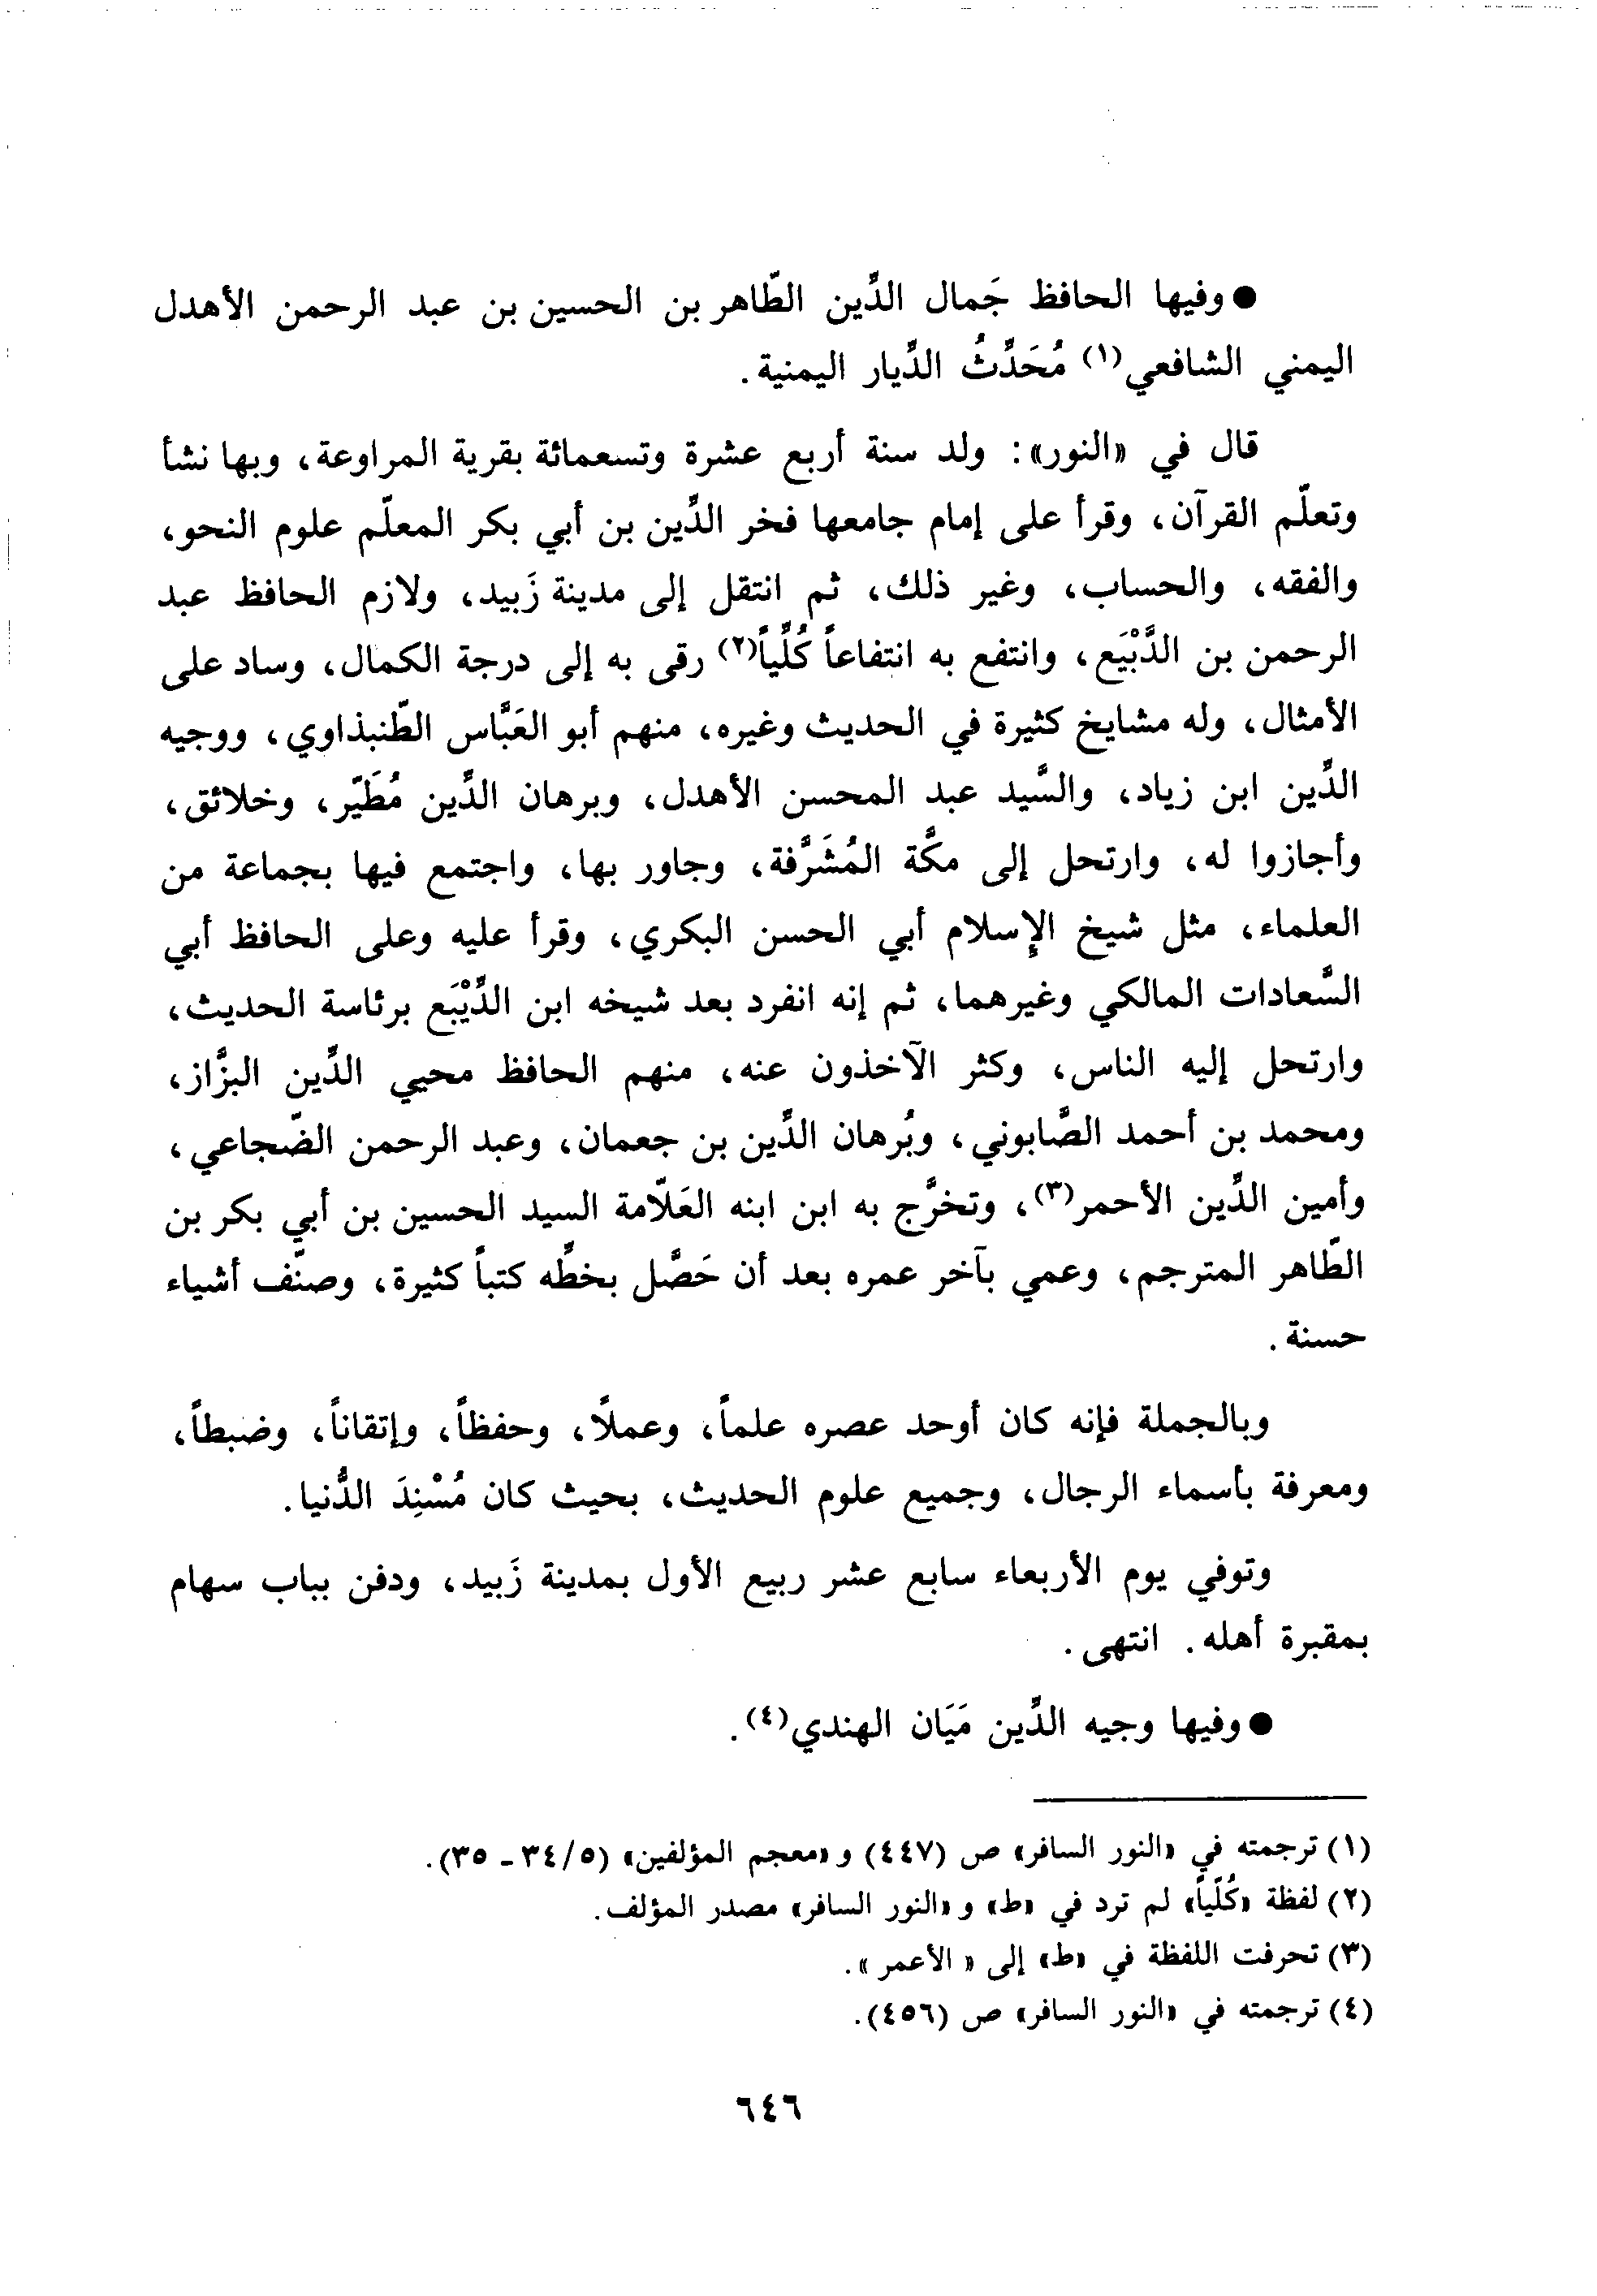 ● وفيها الحافظ جَمال الدِّين الطّاهر بن الحسين بن عبد الرحمن الأهدل
اليمني الشافعي(١) مُحَدِّثُ الدِّيار اليمنية.
قال في «النور»: ولد سنة أربع عشرة وتسعمائة بقرية المراوعة، وبها نشأ
وتعلّم القرآن، وقرأ على إمام جامعها فخر الدِّين بن أبي بكر المعلّم علوم النحو،
والفقه، والحساب، وغير ذلك، ثم انتقل إلى مدينة زَبيد، ولازم الحافظ عبد
الرحمن بن الدَّبْيَع، وانتفع به انتفاعاً كُلِّياً(٢) رقى به إلى درجة الكمال، وساد على
الأمثال، وله مشايخ كثيرة في الحديث وغيره، منهم أبو العَبَّاس الطّنبذاوي، ووجيه
الدِّين ابن زياد، والسَّيد عبد المحسن الأهدل، وبرهان الدِّين مُطَيّر، وخلائق،
وأجازوا له، وارتحل إلى مكَّة المُشَرَّفة، وجاور بها، واجتمع فيها بجماعة من
العلماء، مثل شيخ الإسلام أبي الحسن البكري، وقرأ عليه وعلى الحافظ أبي
السَّعادات المالكي وغيرهما، ثم إنه انفرد بعد شيخه ابن الدَّيْبَع برئاسة الحديث،
وارتحل إليه الناس، وكثر الآخذون عنه، منهم الحافظ محيي الدِّين البزَّاز،
ومحمد بن أحمد الصَّابوني، وبُرهان الدِّين بن جعمان، وعبد الرحمن الضّجاعي،
وأمين الدِّين الأحمر(٣)، وتخرَّج به ابن ابنه العَلّامة السيد الحسين بن أبي بكر بن
الطّاهر المترجم، وعمي بآخر عمره بعد أن حَصَّل بخطِّه كتباً كثيرة، وصنّف أشياء
حسنة.
وبالجملة فإنه كان أوحد عصره علماً، وعملًا، وحفظاً، وإتقاناً، وضبطاً،
ومعرفة بأسماء الرجال، وجميع علوم الحديث، بحيث كان مُسْنِدَ الدُّنيا.
وتوفي يوم الأربعاء سابع عشر ربيع الأول بمدينة زَبيد، ودفن بباب سهام
بمقبرة أهله. انتهى.
● وفيها وجيه الدِّين مَيَان الهندي(٤).
(١) ترجمته في «النور السافر» ص (٤٤٧) و «معجم المؤلفين» (٥/٣٤ - ٣٥).
(٢) لفظة «كُلّياً» لم ترد في «ط» و «النور السافر» مصدر المؤلف.
(٣) تحرفت اللفظة في «ط» إلى « الأعمر ».
(٤) ترجمته في «النور السافر» ص (٤٥٦).
٦٤٦